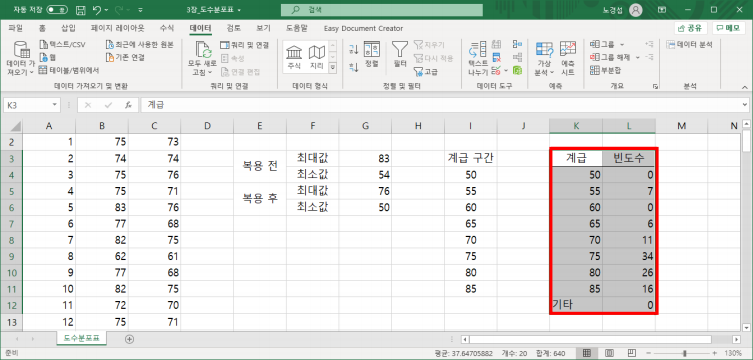 자동 저장 3장_도수분포표 검색 노경섭
파일 홈 삽입 페이지 레이아웃 수식 데이터 검토 보기 도움말 Easy Document Creator 공유 메모
데이터 가져오기 텍스트/CSV 웹 테이블/범위에서 최근에 사용한 원본 기존 연결
모두 새로 고침 쿼리 및 연결 속성 연결 편집
주식 지리 정렬 필터 지우기 다시 적용 고급
텍스트 나누기 가상 분석 예측 시트 그룹 그룹 해제 부분합 데이터 분석
데이터 가져오기 및 변환 쿼리 및 연결 데이터 형식 정렬 및 필터 데이터 도구 예측 개요 분석
K3 fx 계급
A B C D E F G H I J K L M N
2 1 75 73
3 2 74 74 복용 전 최대값 83 계급 구간 계급 빈도수
4 3 75 76 최소값 54 50 50 0
5 4 75 71 복용 후 최대값 76 55 55 7
6 5 83 76 최소값 50 60 60 0
7 6 77 68 65 65 6
8 7 82 75 70 70 11
9 8 62 61 75 75 34
10 9 77 68 80 80 26
11 10 82 75 85 85 16
12 11 72 70 기타 0
13 12 75 71
도수분포표
준비 평균: 37.64705882 개수: 20 합계: 640 130%